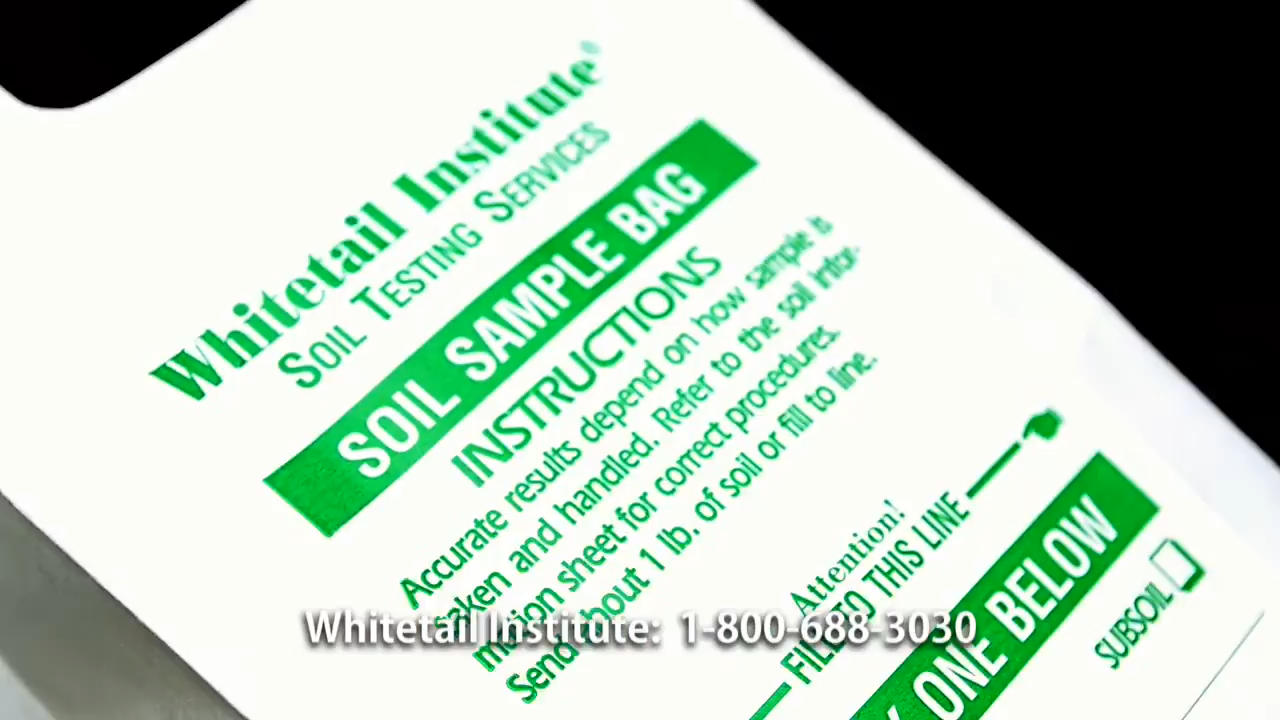 Whitetail Institute®
SOIL TESTING SERVICES
SOIL SAMPLE BAG
INSTRUCTIONS
Accurate results depend on how sample is
taken and handled. Refer to the soil infor-
mation sheet for correct procedures.
Send about 1 lb. of soil or fill to line.
Attention!
FILL TO THIS LINE
ONE BELOW
SUBSOIL
Whitetail Institute: 1-800-688-3030